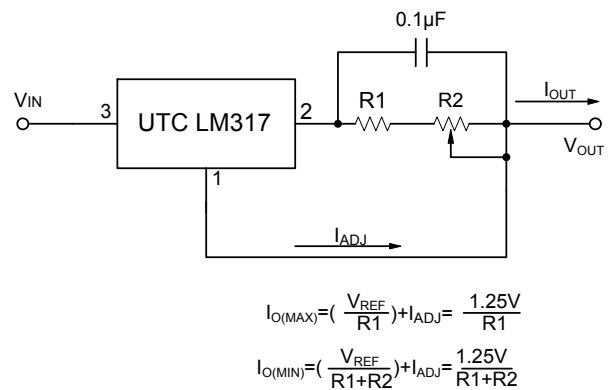 0.1µF
VIN
3
UTC LM317
2
R1
R2
IOUT
VOUT
1
IADJ
IO(MAX)=( VREF/R1 )+IADJ= 1.25V/R1
IO(MIN)=( VREF/R1+R2 )+IADJ= 1.25V/R1+R2